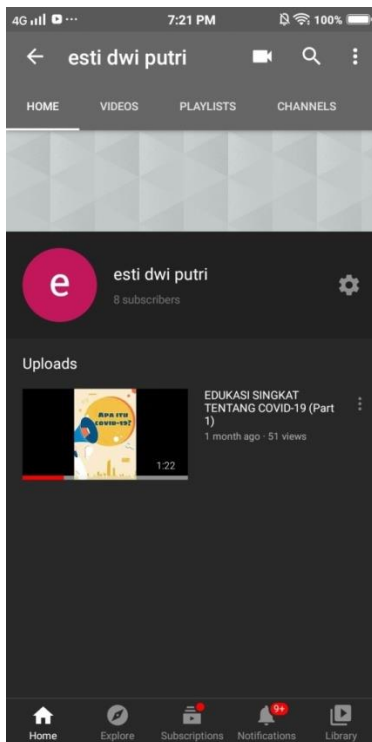 4G 7:21 PM 100%
esti dwi putri
HOME VIDEOS PLAYLISTS CHANNELS
e
esti dwi putri
8 subscribers
Uploads
APA ITU
COVID-19?
1:22
EDUKASI SINGKAT
TENTANG COVID-19 (Part
1)
1 month ago · 51 views
9+
Home Explore Subscriptions Notifications Library